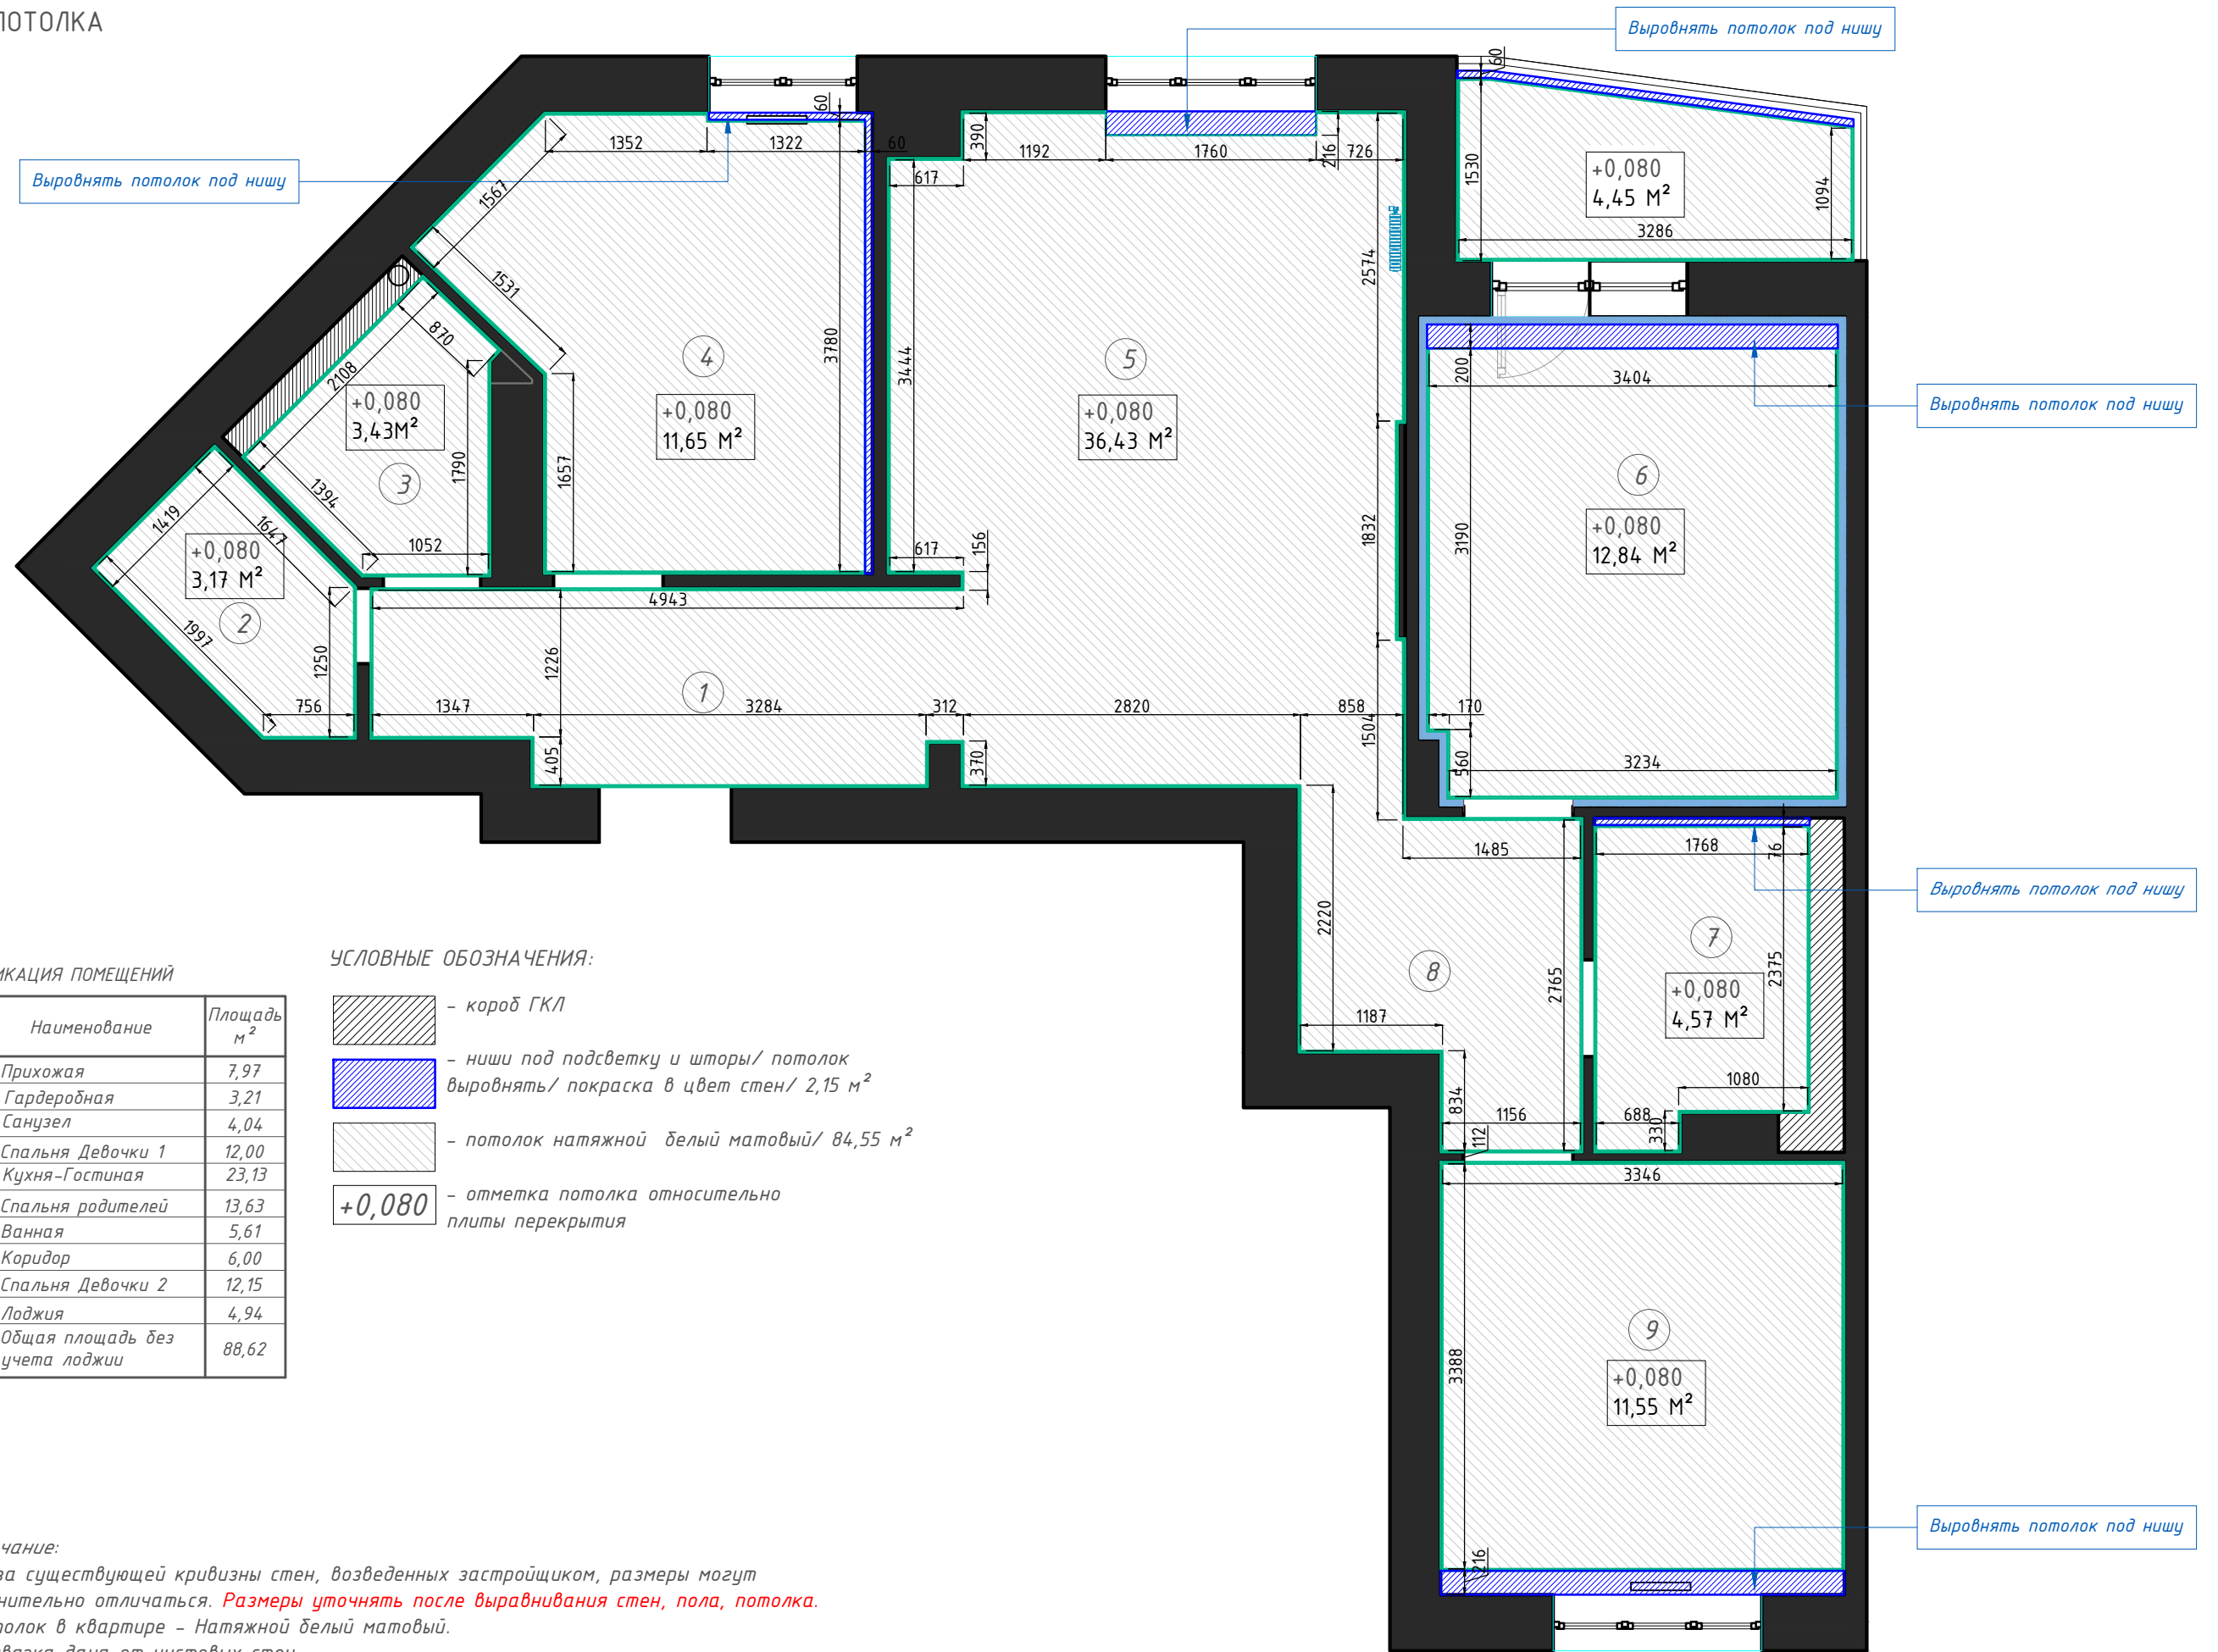 ПОТОЛКА
Выровнять потолок под нишу
Выровнять потолок под нишу
60
60
390
1352
1322
60
1192
1760
216
726
617
1567
1531
870
2108
3780
3444
2574
1530
+0,080
4,45 М²
1094
3286
200
3404
Выровнять потолок под нишу
4
+0,080
11,65 М²
5
+0,080
36,43 М²
6
+0,080
12,84 М²
+0,080
3,43М²
3
1790
1657
1394
1052
1419
1647
+0,080
3,17 М²
2
1997
1250
756
617
156
1832
3190
4943
1226
1
1347
3284
312
2820
858
1504
170
405
370
560
3234
1485
1768
76
Выровнять потолок под нишу
2220
8
2765
7
+0,080
4,57 М²
2375
1187
834
1156
112
1080
688
330
3346
9
+0,080
11,55 М²
3388
216
Выровнять потолок под нишу
ИКАЦИЯ ПОМЕЩЕНИЙ
Наименование Площадь м²
Прихожая 7,97
Гардеробная 3,21
Санузел 4,04
Спальня Девочки 1 12,00
Кухня-Гостиная 23,13
Спальня родителей 13,63
Ванная 5,61
Коридор 6,00
Спальня Девочки 2 12,15
Лоджия 4,94
Общая площадь без
учета лоджии 88,62
УСЛОВНЫЕ ОБОЗНАЧЕНИЯ:
- короб ГКЛ
- ниши под подсветку и шторы/ потолок
выровнять/ покраска в цвет стен/ 2,15 м²
- потолок натяжной белый матовый/ 84,55 м²
+0,080 - отметка потолка относительно
плиты перекрытия
чание:
за существующей кривизны стен, возведенных застройщиком, размеры могут
нительно отличаться. Размеры уточнять после выравнивания стен, пола, потолка.
толок в квартире - Натяжной белый матовый.